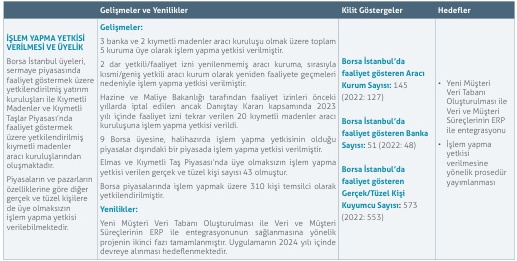 Gelişmeler ve Yenilikler
Kilit Göstergeler
Hedefler
İŞLEM YAPMA YETKİSİ
VERİLMESİ VE ÜYELİK
Borsa İstanbul üyeleri,
sermaye piyasasında
faaliyet göstermek üzere
yetkilendirilmiş yatırım
kuruluşları ile Kıymetli
Madenler ve Kıymetli
Taşlar Piyasası'nda
faaliyet göstermek
üzere yetkilendirilmiş
kıymetli madenler
aracı kuruluşlarından
oluşmaktadır.
Piyasaların ve pazarların
özelliklerine göre diğer
gerçek ve tüzel kişilere
de üye olmaksızın
işlem yapma yetkisi
verilebilmektedir.
Gelişmeler:
3 banka ve 2 kıymetli madenler aracı kuruluşu olmak üzere toplam
5 kuruma üye olarak işlem yapma yetkisi verilmiştir.
2 dar yetkili/faaliyet izni yenilenmemiş aracı kuruma, sırasıyla
kısmi/geniş yetkili aracı kurum olarak yeniden faaliyete geçmeleri
nedeniyle işlem yapma yetkisi verilmiştir.
Hazine ve Maliye Bakanlığı tarafından faaliyet izinleri önceki
yıllarda iptal edilen ancak Danıştay Kararı kapsamında 2023
yılı içinde faaliyet izni tekrar verilen 20 kıymetli madenler aracı
kuruluşuna işlem yapma yetkisi verildi.
9 Borsa üyesine, halihazırda işlem yapma yetkisinin olduğu
piyasalar dışındaki bir piyasada işlem yapma yetkisi verilmiştir.
Elmas ve Kıymetli Taş Piyasası'nda üye olmaksızın işlem yapma
yetkisi verilen gerçek ve tüzel kişi sayısı 43 olmuştur.
Borsa piyasalarında işlem yapmak üzere 310 kişi temsilci olarak
yetkilendirilmiştir.
Yenilikler:
Yeni Müşteri Veri Tabanı Oluşturulması ile Veri ve Müşteri
Süreçlerinin ERP ile entegrasyonunun sağlanmasına yönelik
projenin ikinci fazı tamamlanmıştır. Uygulamanın 2024 yılı içinde
devreye alınması hedeflenmektedir.
Borsa İstanbul'da
faaliyet gösteren Aracı
Kurum Sayısı: 145
(2022: 127)
Borsa İstanbul'da
faaliyet gösteren Banka
Sayısı: 51 (2022: 48)
Borsa İstanbul'da
faaliyet gösteren
Gerçek/Tüzel Kişi
Kuyumcu Sayısı: 573
(2022: 553)
• Yeni Müşteri
Veri Tabanı
Oluşturulması ile
Veri ve Müşteri
Süreçlerinin ERP
ile entegrasyonu
• İşlem yapma
yetkisi
verilmesine
yönelik prosedür
yayımlanması